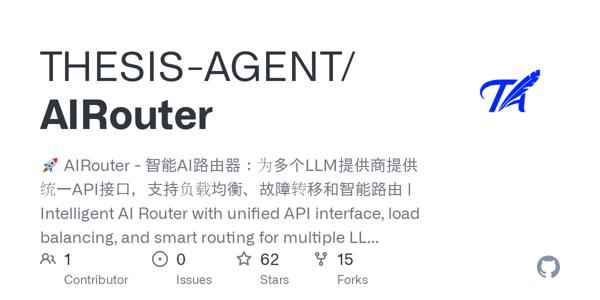 THESIS-AGENT/
AIRouter
TA
🚀 AIRouter - 智能AI路由器：为多个LLM提供商提供
统一API接口，支持负载均衡、故障转移和智能路由 |
Intelligent AI Router with unified API interface, load
balancing, and smart routing for multiple LL...
1 0 62 15
Contributor Issues Stars Forks